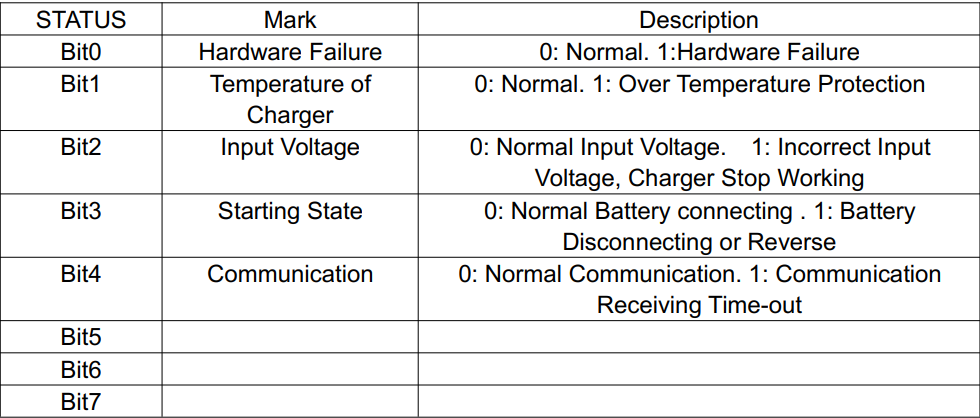 STATUS Mark Description
Bit0 Hardware Failure 0: Normal. 1:Hardware Failure
Bit1 Temperature of 0: Normal. 1: Over Temperature Protection
Charger
Bit2 Input Voltage 0: Normal Input Voltage. 1: Incorrect Input
Voltage, Charger Stop Working
Bit3 Starting State 0: Normal Battery connecting . 1: Battery
Disconnecting or Reverse
Bit4 Communication 0: Normal Communication. 1: Communication
Receiving Time-out
Bit5
Bit6
Bit7